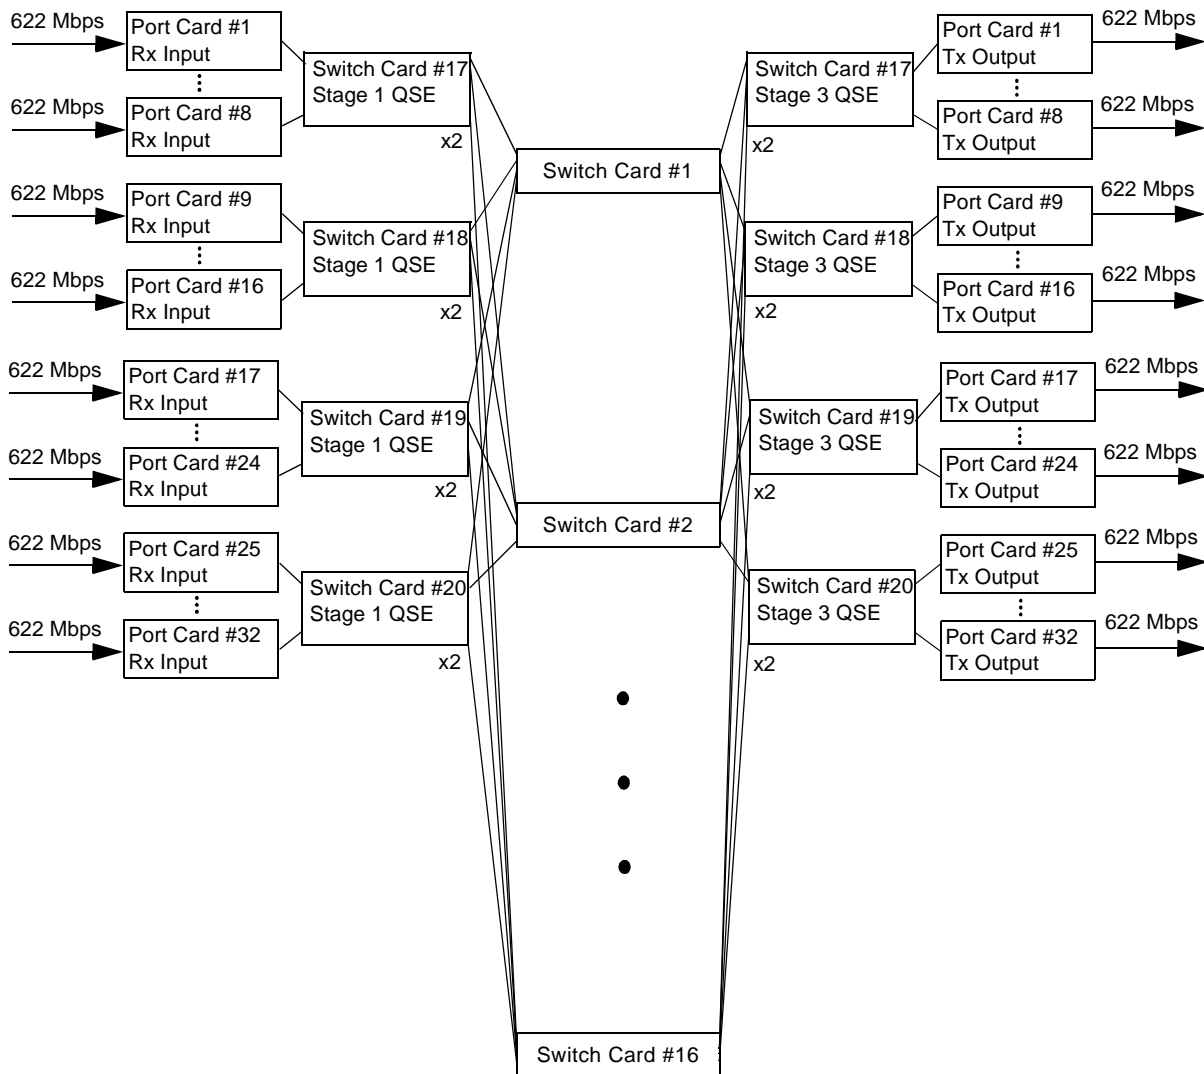 622 Mbps
Port Card #1
Rx Input
622 Mbps
Port Card #8
Rx Input
Switch Card #17
Stage 1 QSE
x2
622 Mbps
Port Card #9
Rx Input
622 Mbps
Port Card #16
Rx Input
Switch Card #18
Stage 1 QSE
x2
622 Mbps
Port Card #17
Rx Input
622 Mbps
Port Card #24
Rx Input
Switch Card #19
Stage 1 QSE
x2
622 Mbps
Port Card #25
Rx Input
622 Mbps
Port Card #32
Rx Input
Switch Card #20
Stage 1 QSE
x2
Switch Card #1
Switch Card #2
Switch Card #16
Switch Card #17
Stage 3 QSE
x2
Port Card #1
Tx Output
622 Mbps
Port Card #8
Tx Output
622 Mbps
Switch Card #18
Stage 3 QSE
x2
Port Card #9
Tx Output
622 Mbps
Port Card #16
Tx Output
622 Mbps
Switch Card #19
Stage 3 QSE
x2
Port Card #17
Tx Output
622 Mbps
Port Card #24
Tx Output
622 Mbps
Switch Card #20
Stage 3 QSE
x2
Port Card #25
Tx Output
622 Mbps
Port Card #32
Tx Output
622 Mbps